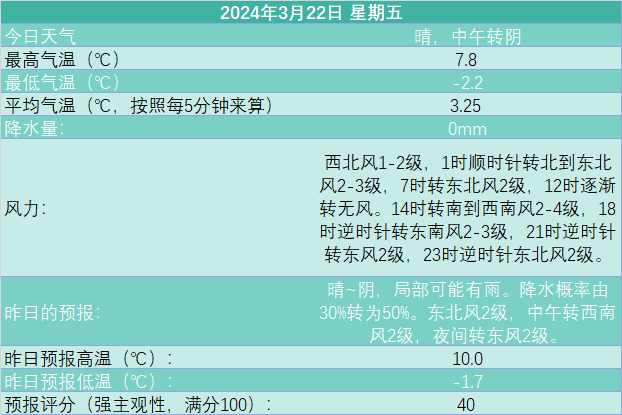 2024年3月22日 星期五
今日天气 晴，中午转阴
最高气温（℃） 7.8
最低气温（℃） -2.2
平均气温（℃，按照每5分钟来算） 3.25
降水量： 0mm
风力：
西北风1-2级，1时顺时针转北到东北
风2-3级，7时转东北风2级，12时逐渐
转无风。14时转南到西南风2-4级，18
时逆时针转东南风2-3级，21时逆时针
转东风2级，23时逆时针东北风2级。
昨日的预报：
晴~阴，局部可能有雨。降水概率由
30%转为50%。东北风2级，中午转西南
风2级，夜间转东风2级。
昨日预报高温（℃）： 10.0
昨日预报低温（℃）： -1.7
预报评分（强主观性，满分100）： 40